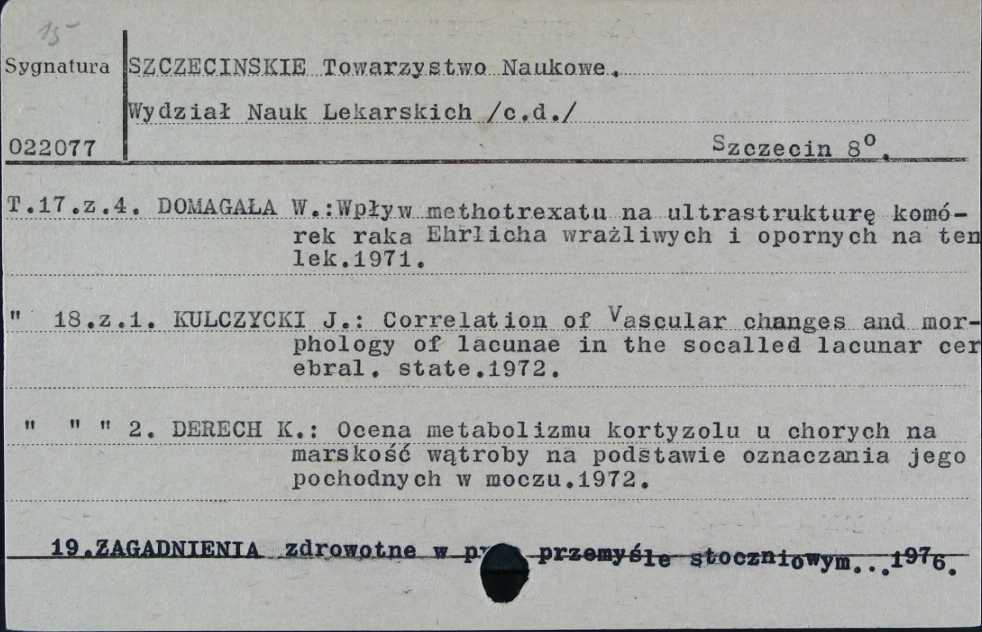 15
Sygnatura SZCZECINSKIE Towarzystwo Naukowe.
Wydział Nauk Lekarskich /c.d./
022077 Szczecin 8º.
T.17.z.4. DOMAGAŁA W.:Wpływ methotrexatu na ultrastrukturę komó-
rek raka Ehrlicha wrażliwych i opornych na ten
lek.1971.
" 18.z.1. KULCZYCKI J.: Correlation of Vascular changes and mor-
phology of lacunae in the socalled lacunar cer
ebral. state.1972.
" " " 2. DERECH K.: Ocena metabolizmu kortyzolu u chorych na
marskość wątroby na podstawie oznaczania jego
pochodnych w moczu.1972.
19.ZAGADNIENIA zdrowotne w przemyśle stoczniowym...1976.